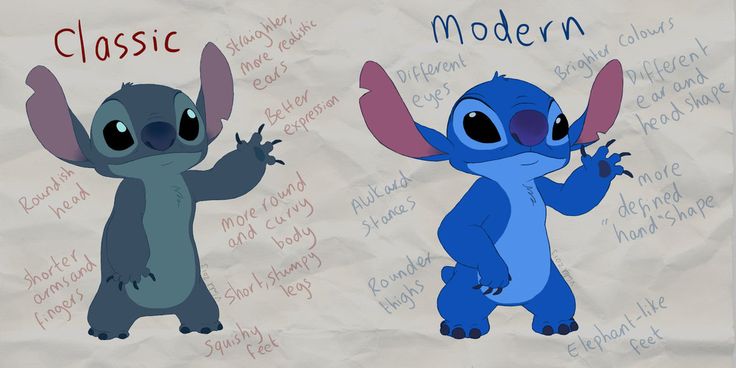 Classic
Straighter,
more realistic
ears
Better
expression
Roundish
head
more round
and curvy
body
Shorter
arms and
fingers
Short, stumpy
legs
Squishy
feet
Modern
Different
eyes
Brighter colours
Different
ear and
head shape
Awkard
stances
more
defined
"hand" shape
Rounder
thighs
Elephant-like
feet